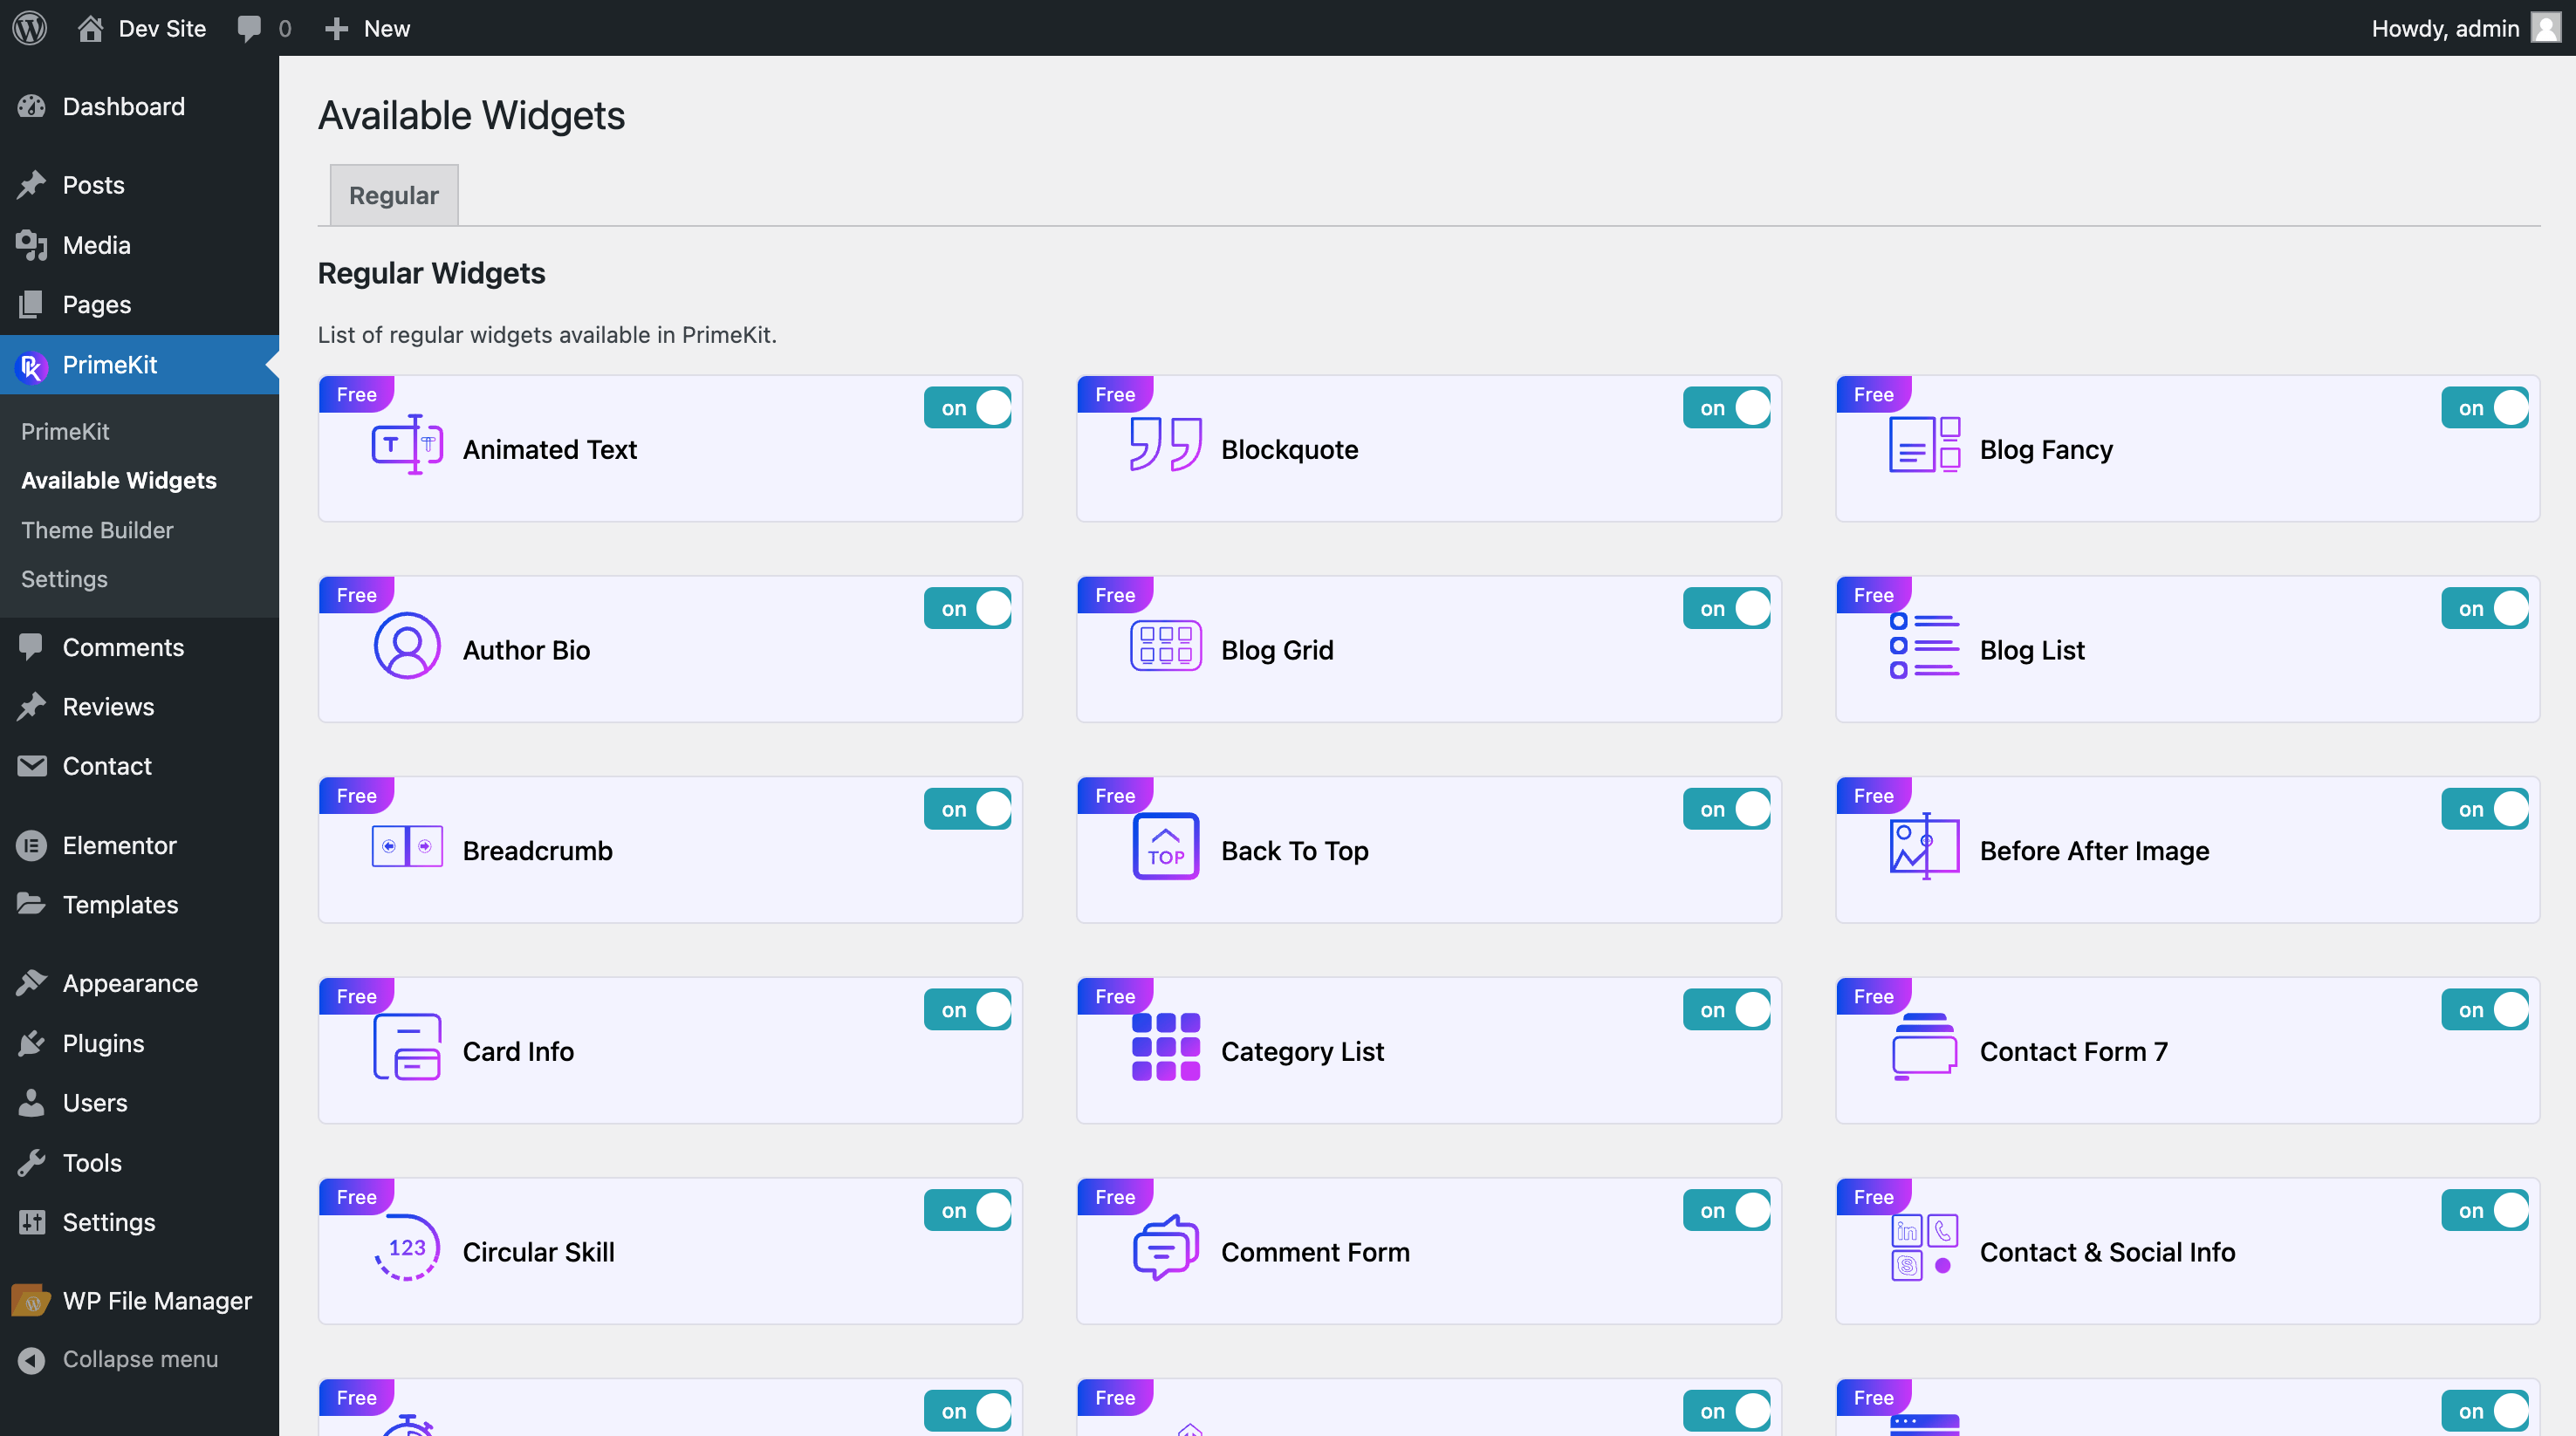 Dev Site
0
New
Howdy, admin
Dashboard
Posts
Media
Pages
PrimeKit
PrimeKit
Available Widgets
Theme Builder
Settings
Comments
Reviews
Contact
Elementor
Templates
Appearance
Plugins
Users
Tools
Settings
WP File Manager
Collapse menu
Available Widgets
Regular
Regular Widgets
List of regular widgets available in PrimeKit.
Free
on
T T
Animated Text
Free
on
Blockquote
Free
on
Blog Fancy
Free
on
Author Bio
Free
on
Blog Grid
Free
on
Blog List
Free
on
Breadcrumb
Free
on
TOP
Back To Top
Free
on
Before After Image
Free
on
Card Info
Free
on
Category List
Free
on
Contact Form 7
Free
on
123
Circular Skill
Free
on
Comment Form
Free
on
in
S
Contact & Social Info
Free
on
Free
on
Free
on